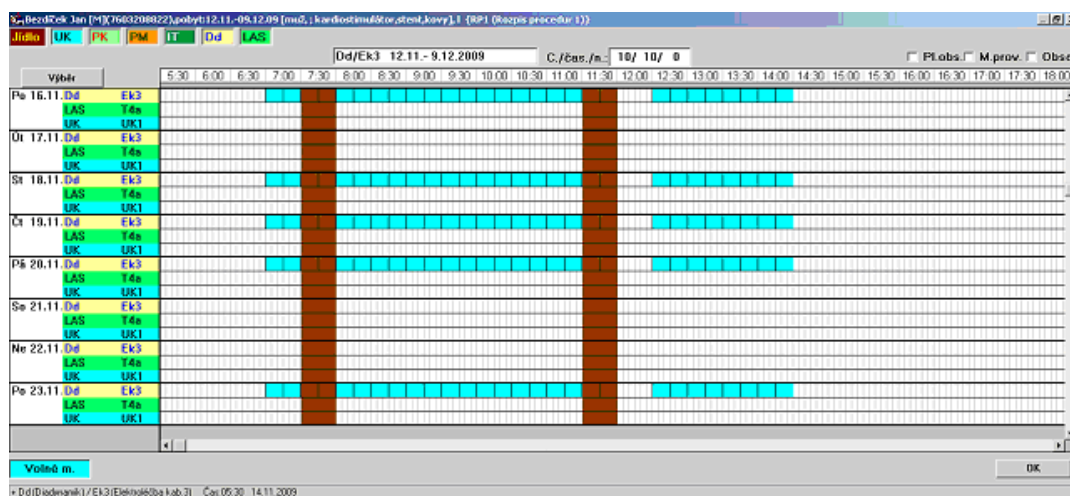 Bezdíček Jan [M](7603208822),pobyt:12.11.-09.12.09 [muž, ; kardiostimulátor,stent,kovy],I {RP1 (Rozpis procedur 1)}
Jídlo UK PK PM IT Dd LAS
Dd/Ek3 12.11.- 9.12.2009 C./čas./n.: 10/ 10/ 0 Pl.obs. M.prov. Obsa
Výběr 5:30 6:00 6:30 7:00 7:30 8:00 8:30 9:00 9:30 10:00 10:30 11:00 11:30 12:00 12:30 13:00 13:30 14:00 14:30 15:00 15:30 16:00 16:30 17:00 17:30 18:00
Po 16.11. Dd Ek3
LAS T4a
UK UK1
Út 17.11. Dd Ek3
LAS T4a
UK UK1
St 18.11. Dd Ek3
LAS T4a
UK UK1
Čt 19.11. Dd Ek3
LAS T4a
UK UK1
Pá 20.11. Dd Ek3
LAS T4a
UK UK1
So 21.11. Dd Ek3
LAS T4a
UK UK1
Ne 22.11. Dd Ek3
LAS T4a
UK UK1
Po 23.11. Dd Ek3
LAS T4a
UK UK1
Volná m. OK
+ Dd(Diadynamik) / Ek3(Elektroléčba kab.3) Čas:05:30 14.11.2009